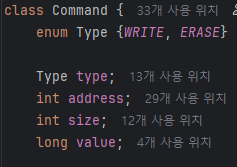 class Command {  33개 사용 위치
enum Type {WRITE, ERASE}
Type type;  13개 사용 위치
int address;  29개 사용 위치
int size;  12개 사용 위치
long value;  4개 사용 위치